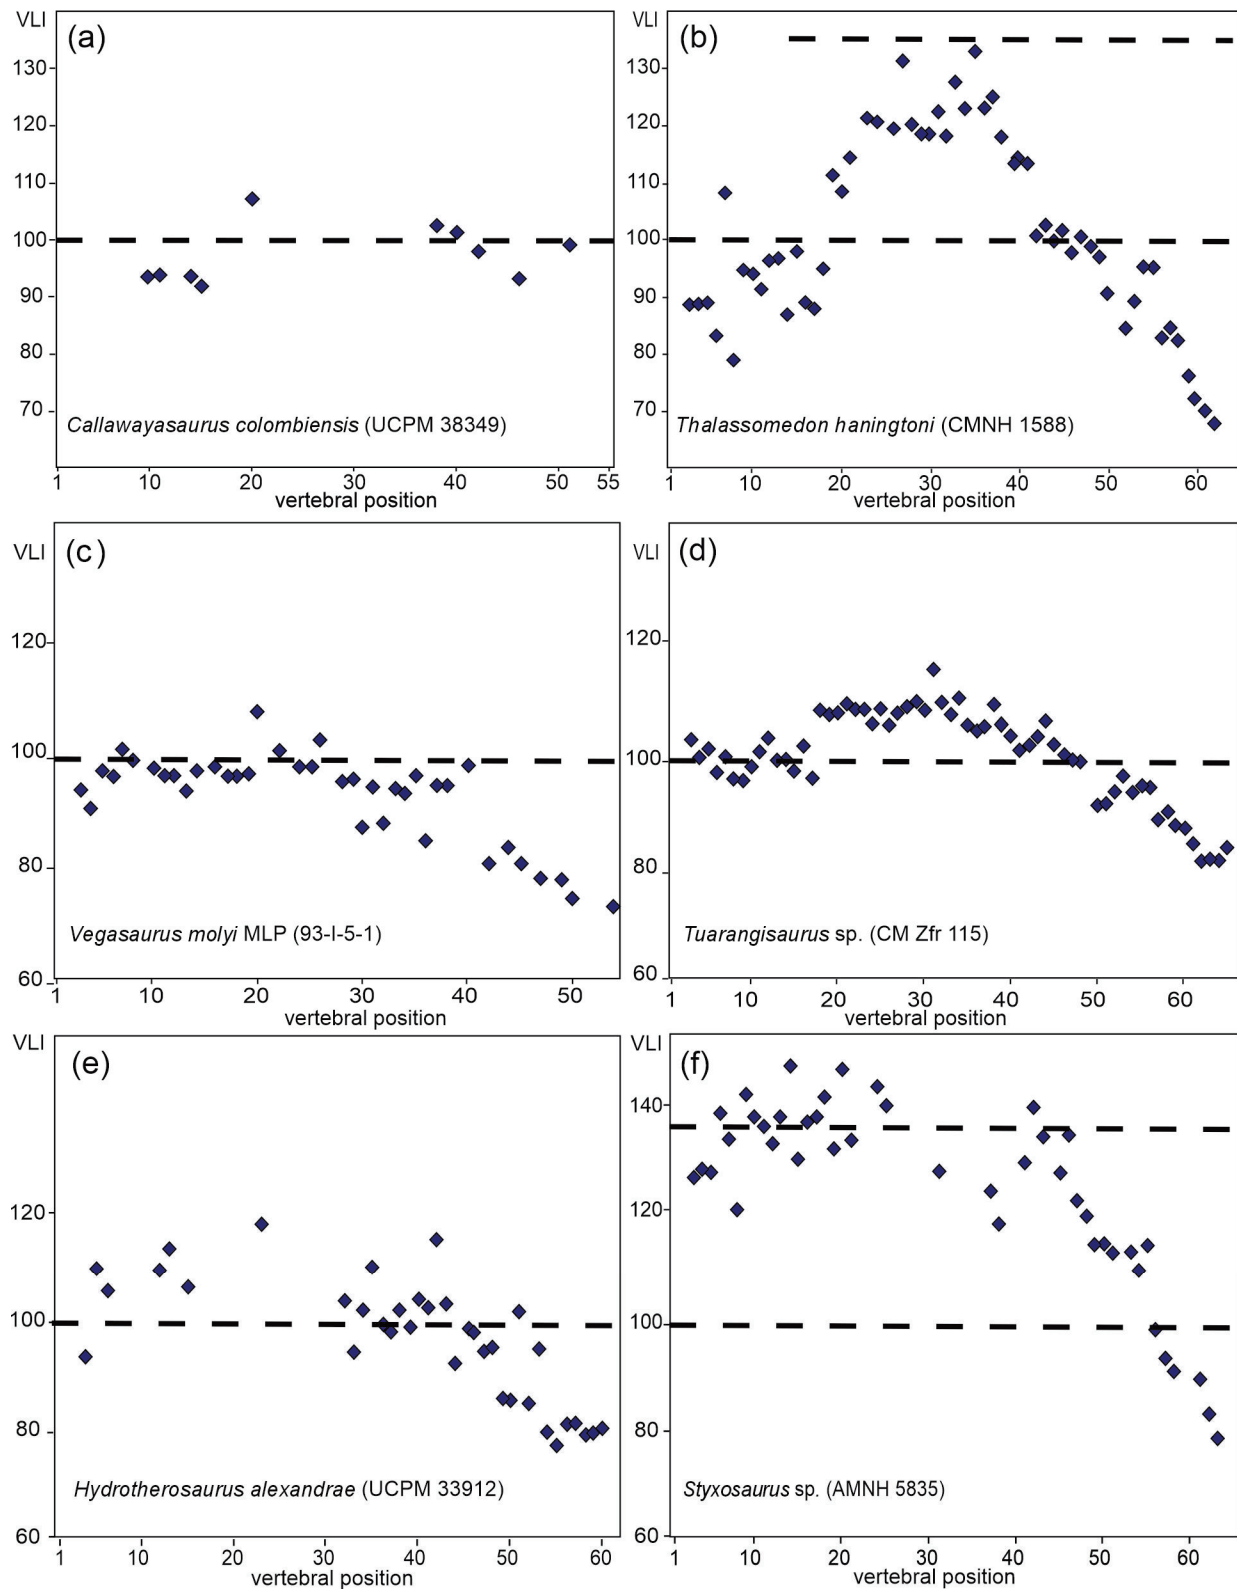 VLI
(a)
130
120
110
100
90
80
70
Callawayasaurus colombiensis (UCPM 38349)
1 10 20 30 40 50 55
vertebral position
VLI
(b)
130
120
110
100
90
80
70
Thalassomedon haningtoni (CMNH 1588)
1 10 20 30 40 50 60
vertebral position
VLI
(c)
120
100
80
60
Vegasaurus molyi MLP (93-I-5-1)
1 10 20 30 40 50
vertebral position
VLI
(d)
120
100
80
60
Tuarangisaurus sp. (CM Zfr 115)
1 10 20 30 40 50 60
vertebral position
VLI
(e)
120
100
80
60
Hydrotherosaurus alexandrae (UCPM 33912)
1 10 20 30 40 50 60
vertebral position
VLI
(f)
140
120
100
80
60
Styxosaurus sp. (AMNH 5835)
1 10 20 30 40 50 60
vertebral position